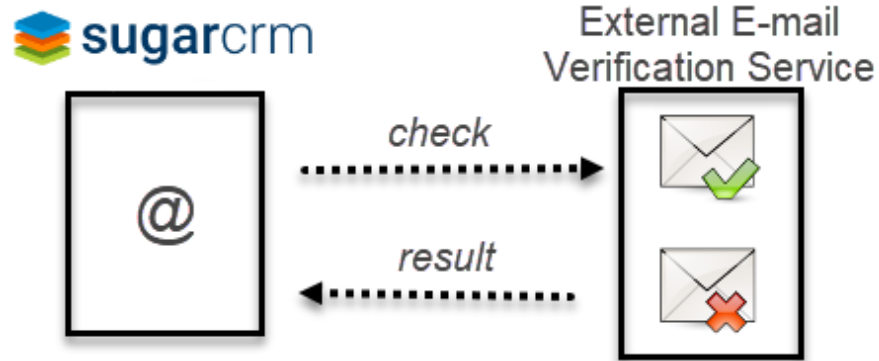 sugarcrm
External E-mail
Verification Service
check
@
result